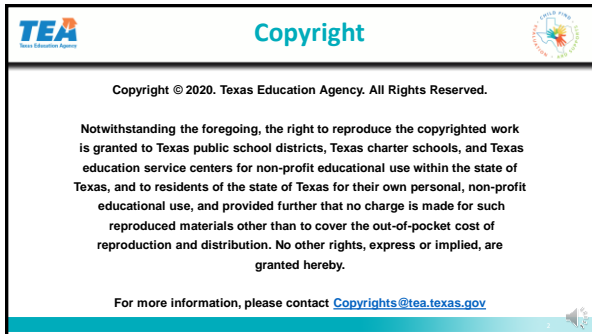 TEA
Texas Education Agency
Copyright
CHILD FIND
EVALUATION
ARD SUPPORTS
Copyright © 2020. Texas Education Agency. All Rights Reserved.
Notwithstanding the foregoing, the right to reproduce the copyrighted work
is granted to Texas public school districts, Texas charter schools, and Texas
education service centers for non-profit educational use within the state of
Texas, and to residents of the state of Texas for their own personal, non-profit
educational use, and provided further that no charge is made for such
reproduced materials other than to cover the out-of-pocket cost of
reproduction and distribution. No other rights, express or implied, are
granted hereby.
For more information, please contact Copyrights@tea.texas.gov